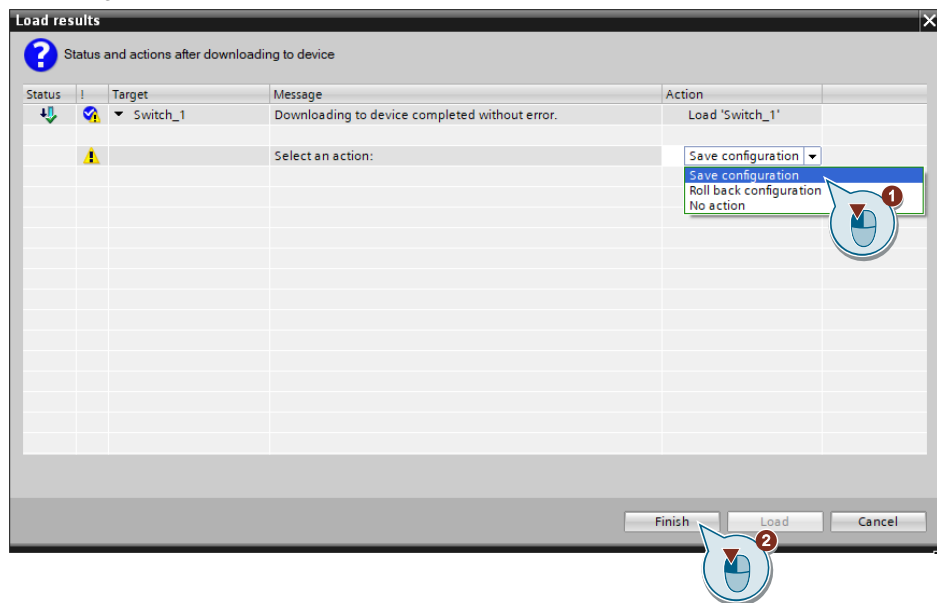 Load results
Status and actions after downloading to device
Status ! Target Message Action
Switch_1 Downloading to device completed without error. Load 'Switch_1'
Select an action: Save configuration
Save configuration
Roll back configuration
No action
1
Finish Load Cancel
2